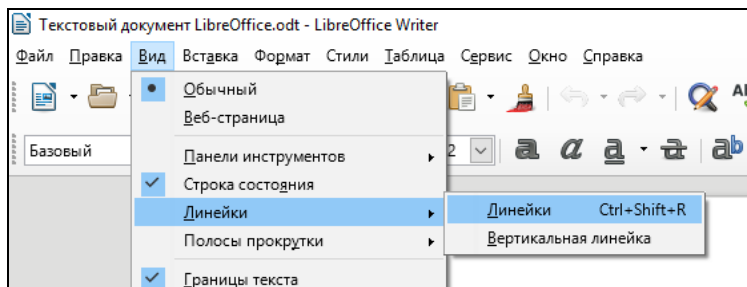 Текстовый документ LibreOffice.odt - LibreOffice Writer
Файл Правка Вид Вставка Формат Стили Таблица Сервис Окно Справка
Обычный
Веб-страница
Базовый
Панели инструментов
2
Строка состояния
Линейки
Линейки Ctrl+Shift+R
Полосы прокрутки
Вертикальная линейка
Границы текста